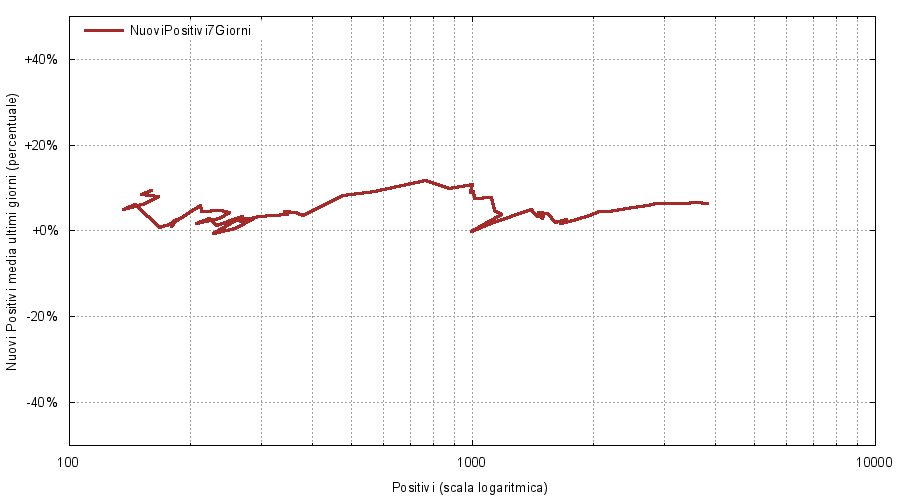 NuoviPositivi7Giorni
+40%
+20%
+0%
-20%
-40%
Nuovi Positivi media ultimi giorni (percentuale)
100
1000
10000
Positivi (scala logaritmica)